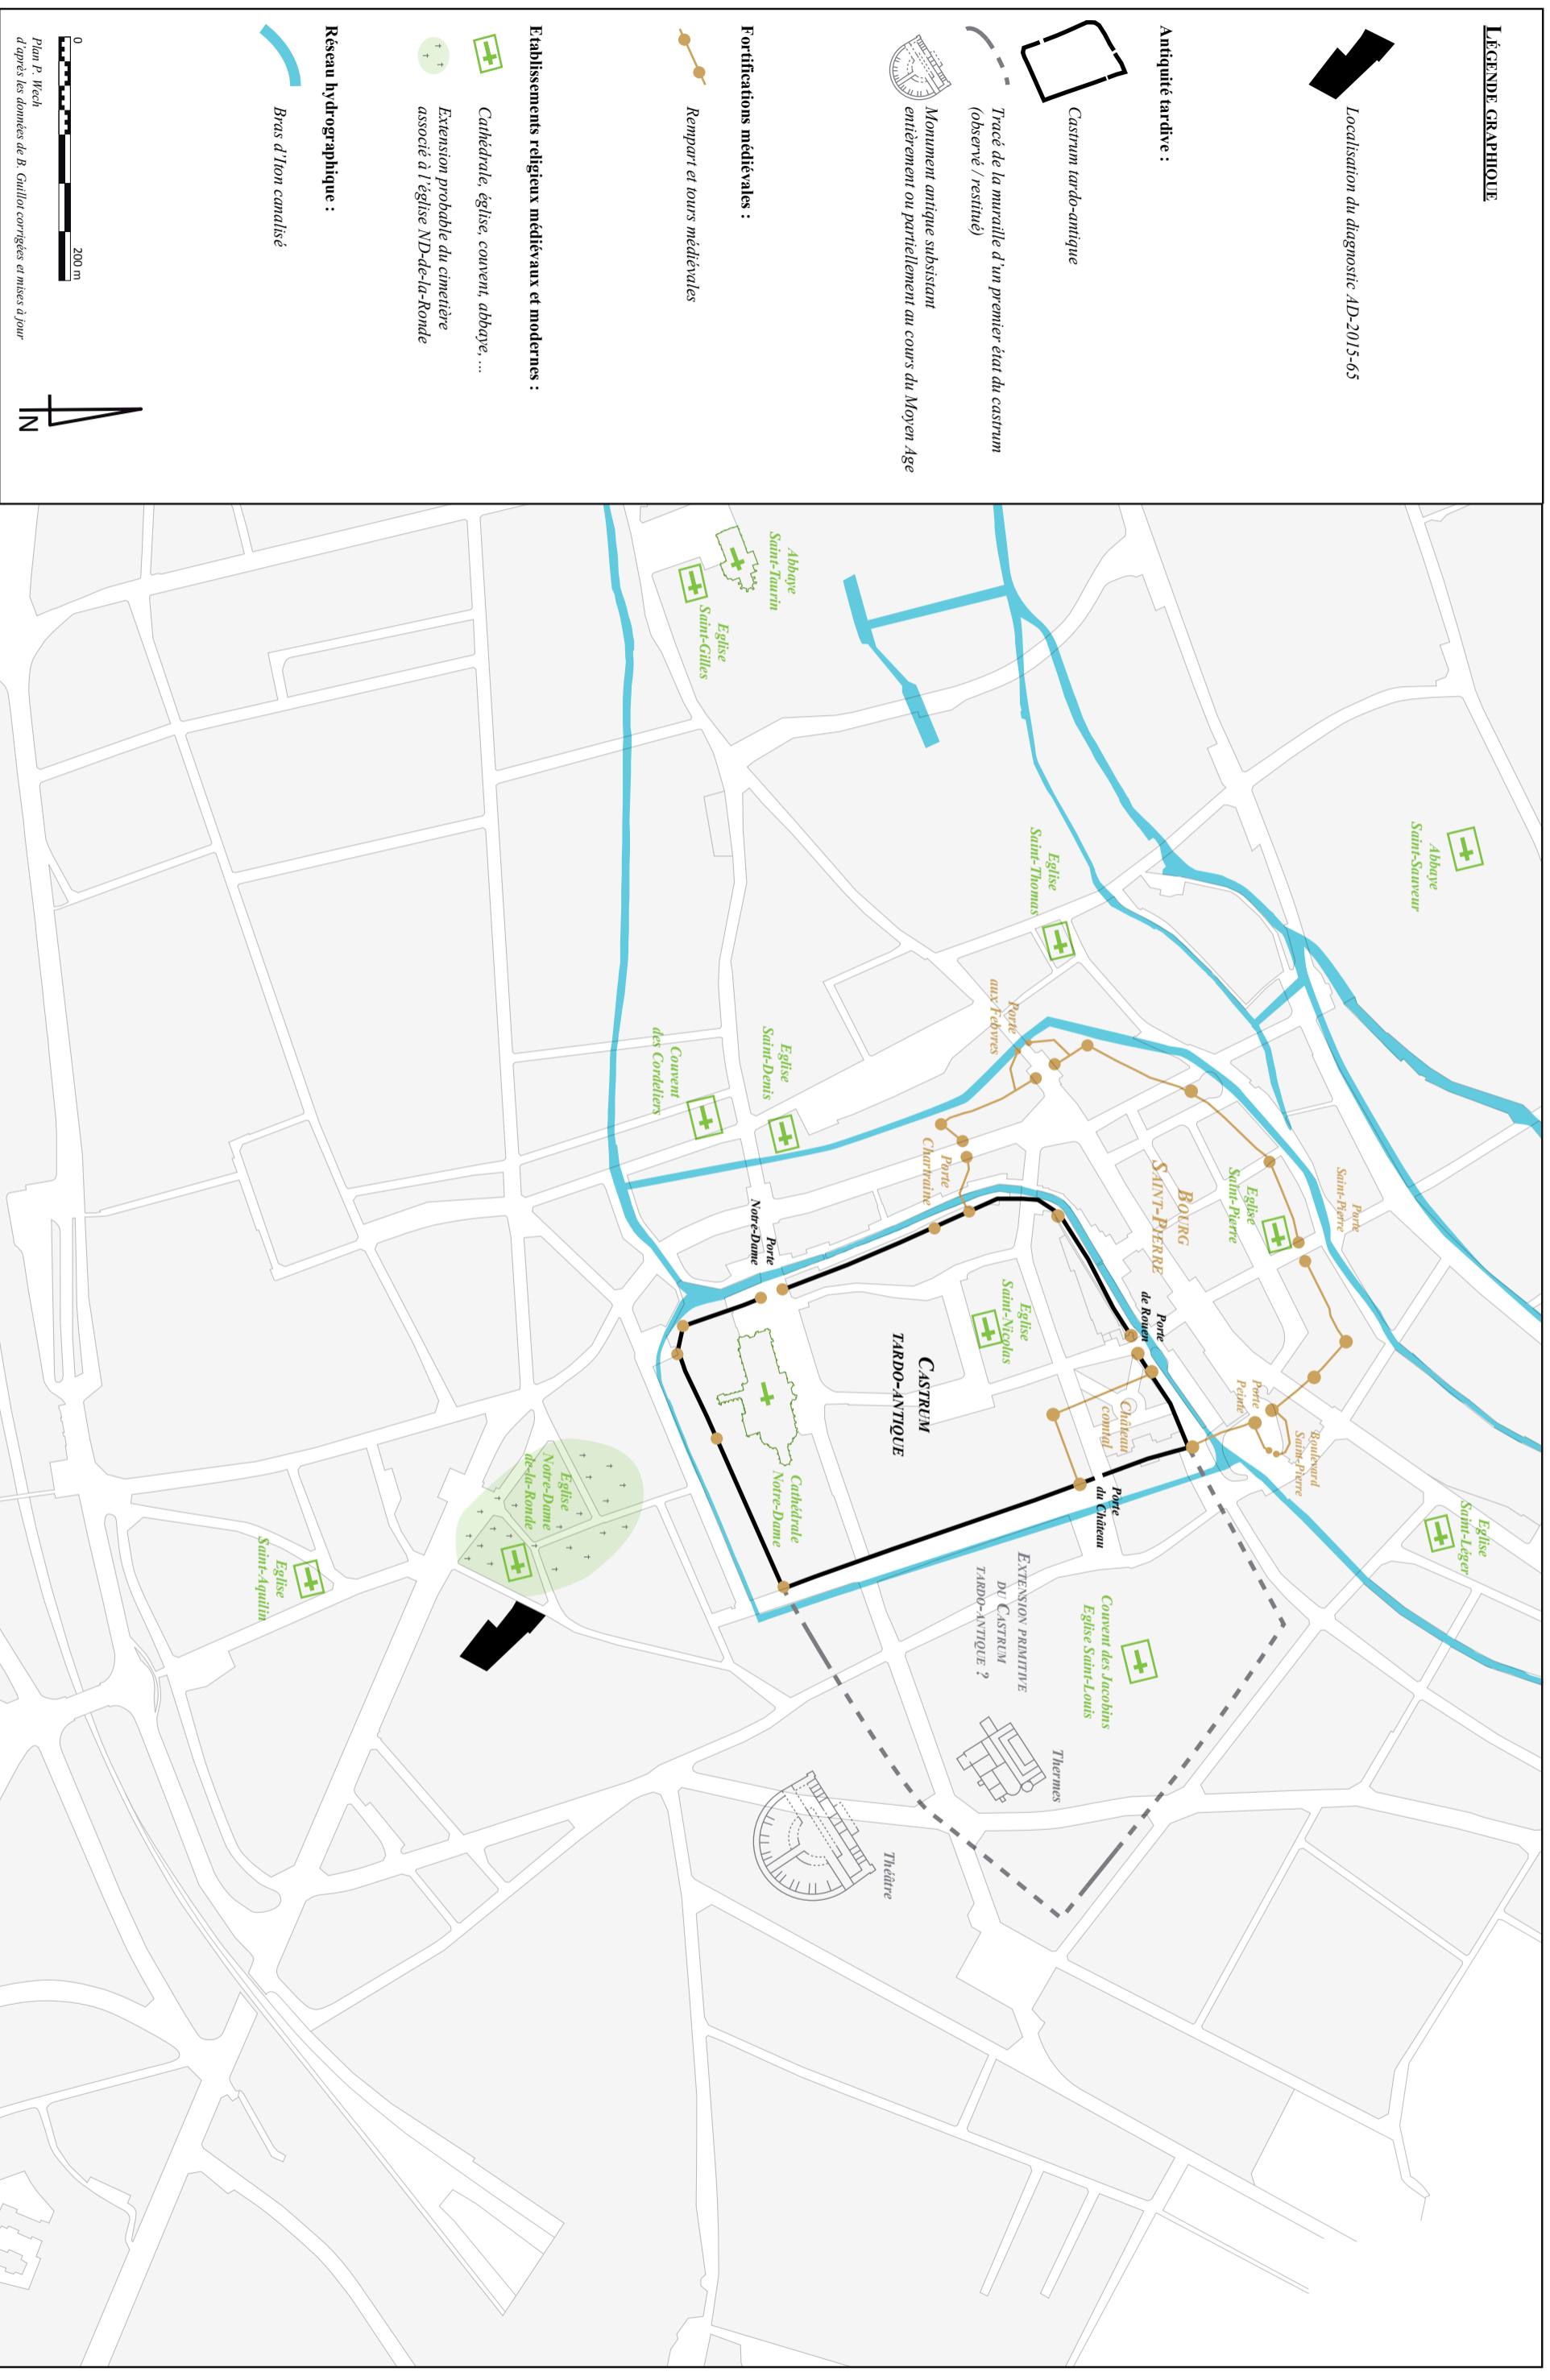 LÉGENDE GRAPHIQUE
Localisation du diagnostic AD-2015-65
Antiquité tardive :
Castrum tardo-antique
Tracé de la muraille d'un premier état du castrum
(observé / restitué)
Monument antique subsistant
entièrement ou partiellement au cours du Moyen Age
Fortifications médiévales :
Rempart et tours médiévales
Etablissements religieux médiévaux et modernes :
Cathédrale, église, couvent, abbaye, ...
Extension probable du cimetière
associé à l'église ND-de-la-Ronde
Réseau hydrographique :
Bras d'Iton canalisé
0
200 m
Plan P. Wech
d'après les données de B. Guillot corrigées et mises à jour
N
Abbaye
Saint-Sauveur
Abbaye
Saint-Taurin
Eglise
Saint-Gilles
Eglise
Saint-Thomas
Porte
aux Febvres
Eglise
Saint-Denis
Couvent
des Cordeliers
Porte
Chartraine
Porte
Notre-Dame
BOURG
SAINT-PIERRE
Eglise
Saint-Pierre
Porte
Saint-Pierre
Porte
de Rouen
Eglise
Saint-Nicolas
CASTRUM
TARDO-ANTIQUE
Château
comtal
Porte
Peinte
Boulevard
Saint-Pierre
Eglise
Saint-Léger
Porte
du Château
Cathédrale
Notre-Dame
Eglise
Notre-Dame
de-la-Ronde
Eglise
Saint-Aquilin
EXTENSION PRIMITIVE
DU CASTRUM
TARDO-ANTIQUE ?
Couvent des Jacobins
Eglise Saint-Louis
Thermes
Théâtre